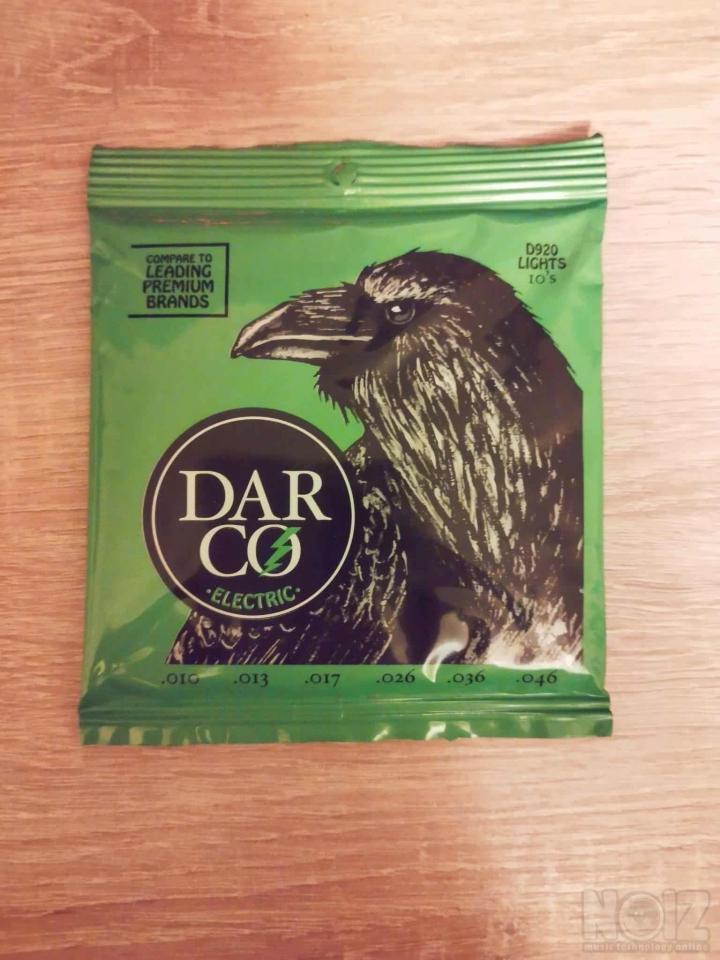 COMPARE TO
LEADING
PREMIUM
BRANDS
D920
LIGHTS
10's
DAR
CO
·ELECTRIC·
.010 .013 .017 .026 .036 .046
NOIZ
music technology online